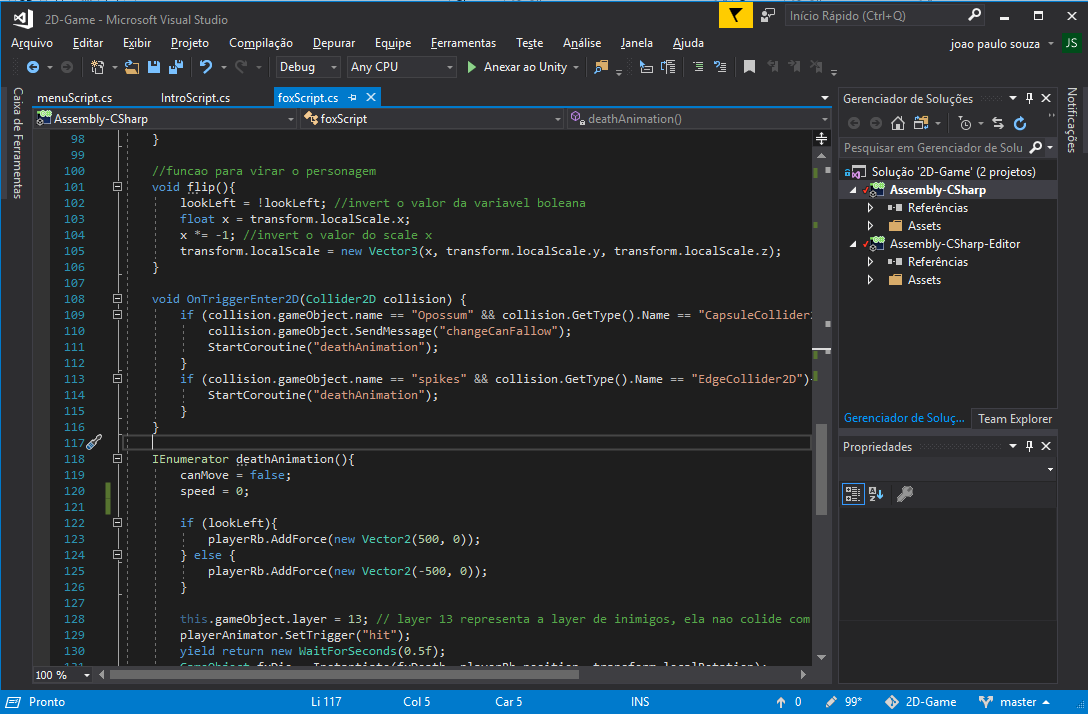 2D-Game - Microsoft Visual Studio
Início Rápido (Ctrl+Q)
Arquivo Editar Exibir Projeto Compilação Depurar Equipe Ferramentas Teste Análise Janela Ajuda
joao paulo souza JS
Debug Any CPU Anexar ao Unity
Caixa de Ferramentas
menuScript.cs IntroScript.cs foxScript.cs
Assembly-CSharp foxScript deathAnimation()
98 }
99
100 //funcao para virar o personagem
101 void flip(){
102 lookLeft = !lookLeft; //invert o valor da variavel boleana
103 float x = transform.localScale.x;
104 x *= -1; //invert o valor do scale x
105 transform.localScale = new Vector3(x, transform.localScale.y, transform.localScale.z);
106 }
107
108 void OnTriggerEnter2D(Collider2D collision) {
109 if (collision.gameObject.name == "Opossum" && collision.GetType().Name == "CapsuleCollider2
110 collision.gameObject.SendMessage("changeCanFallow");
111 StartCoroutine("deathAnimation");
112 }
113 if (collision.gameObject.name == "spikes" && collision.GetType().Name == "EdgeCollider2D")
114 StartCoroutine("deathAnimation");
115 }
116 }
117
118 IEnumerator deathAnimation(){
119 canMove = false;
120 speed = 0;
121
122 if (lookLeft){
123 playerRb.AddForce(new Vector2(500, 0));
124 } else {
125 playerRb.AddForce(new Vector2(-500, 0));
126 }
127
128 this.gameObject.layer = 13; // layer 13 representa a layer de inimigos, ela nao colide com
129 playerAnimator.SetTrigger("hit");
130 yield return new WaitForSeconds(0.5f);
100 %
Gerenciador de Soluções
Pesquisar em Gerenciador de Solu
Solução '2D-Game' (2 projetos)
Assembly-CSharp
Referências
Assets
Assembly-CSharp-Editor
Referências
Assets
Gerenciador de Soluç... Team Explorer
Propriedades
Notificações
Pronto Li 117 Col 5 Car 5 INS 0 99* 2D-Game master